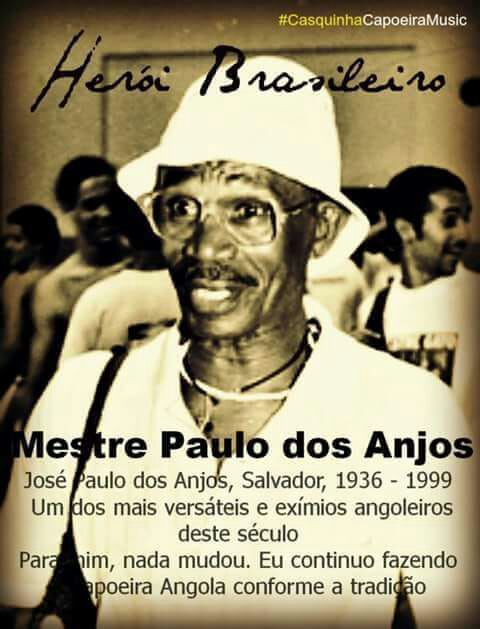 #CasquinhaCapoeiraMusic
Herói Brasileiro
Mestre Paulo dos Anjos
José Paulo dos Anjos, Salvador, 1936 - 1999
Um dos mais versáteis e exímios angoleiros
deste século
Para mim, nada mudou. Eu continuo fazendo
Capoeira Angola conforme a tradição